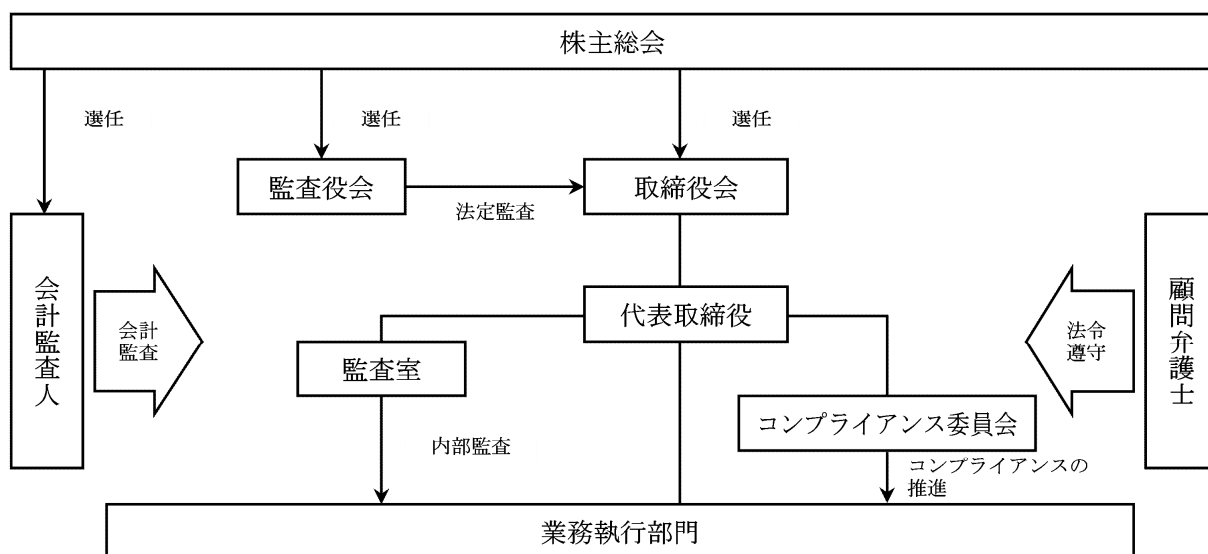 株主総会
選任
選任
選任
監査役会
取締役会
法定監査
会計監査人
会計
監査
代表取締役
法令
遵守
顧問弁護士
監査室
コンプライアンス委員会
内部監査
コンプライアンスの
推進
業務執行部門